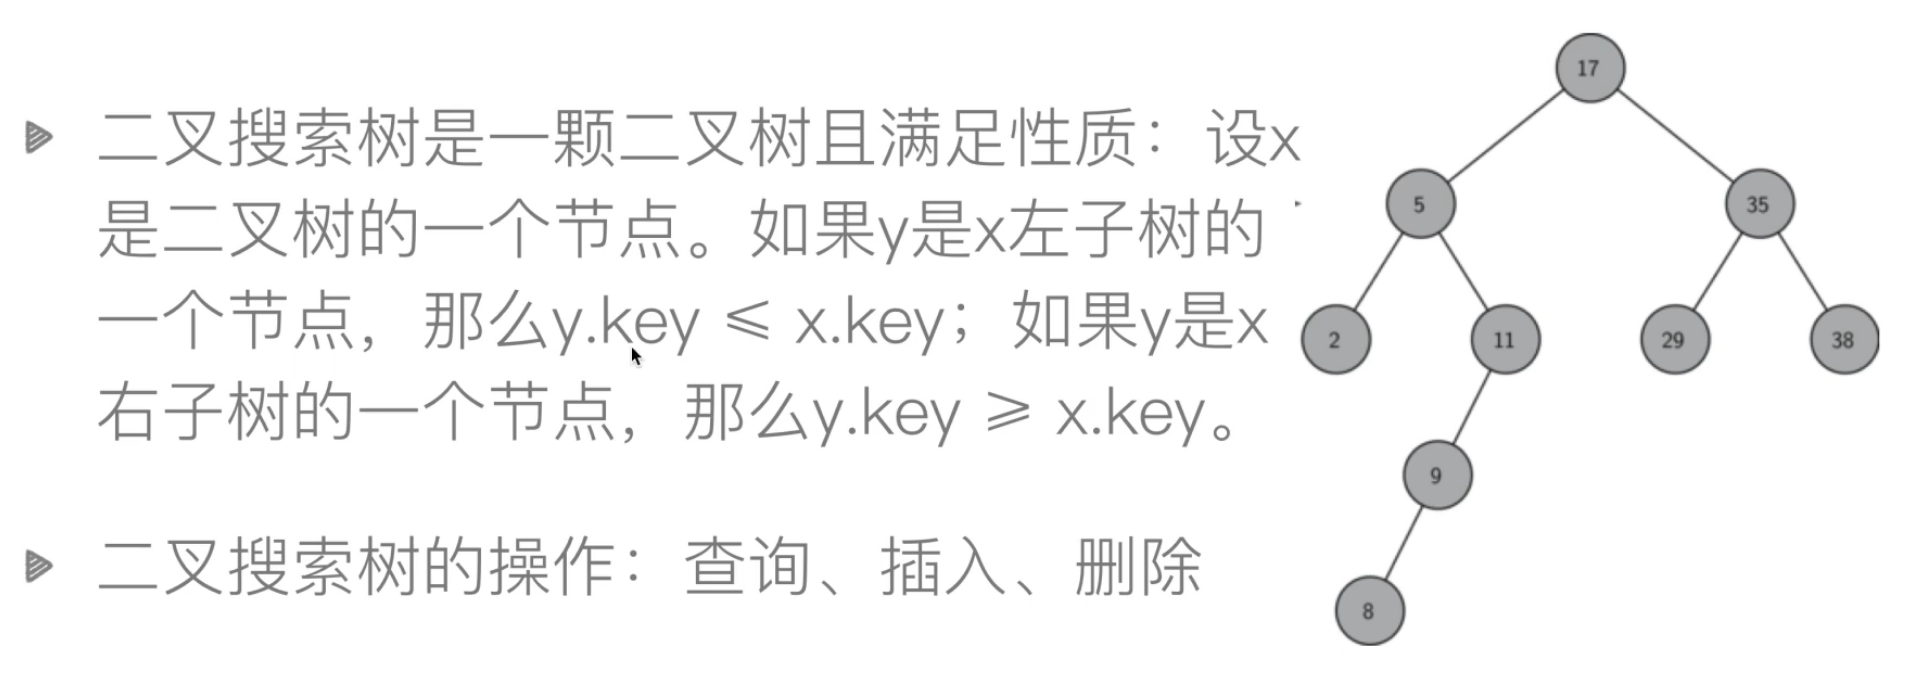 二叉搜索树是一颗二叉树且满足性质：设x
是二叉树的一个节点。如果y是x左子树的
一个节点，那么y.key ⩽ x.key；如果y是x
右子树的一个节点，那么y.key ⩾ x.key。
二叉搜索树的操作：查询、插入、删除
17
5
35
2
11
29
38
9
8